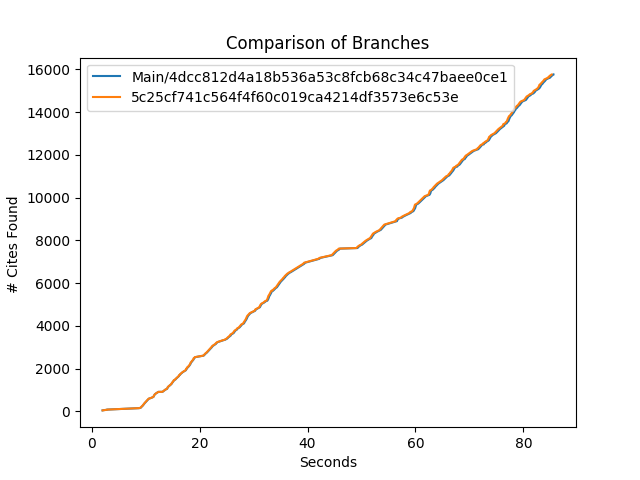 Comparison of Branches
Main/4dcc812d4a18b536a53c8fcb68c34c47baee0ce1
5c25cf741c564f4f60c019ca4214df3573e6c53e
16000
14000
12000
10000
8000
6000
4000
2000
0
# Cites Found
0 20 40 60 80
Seconds